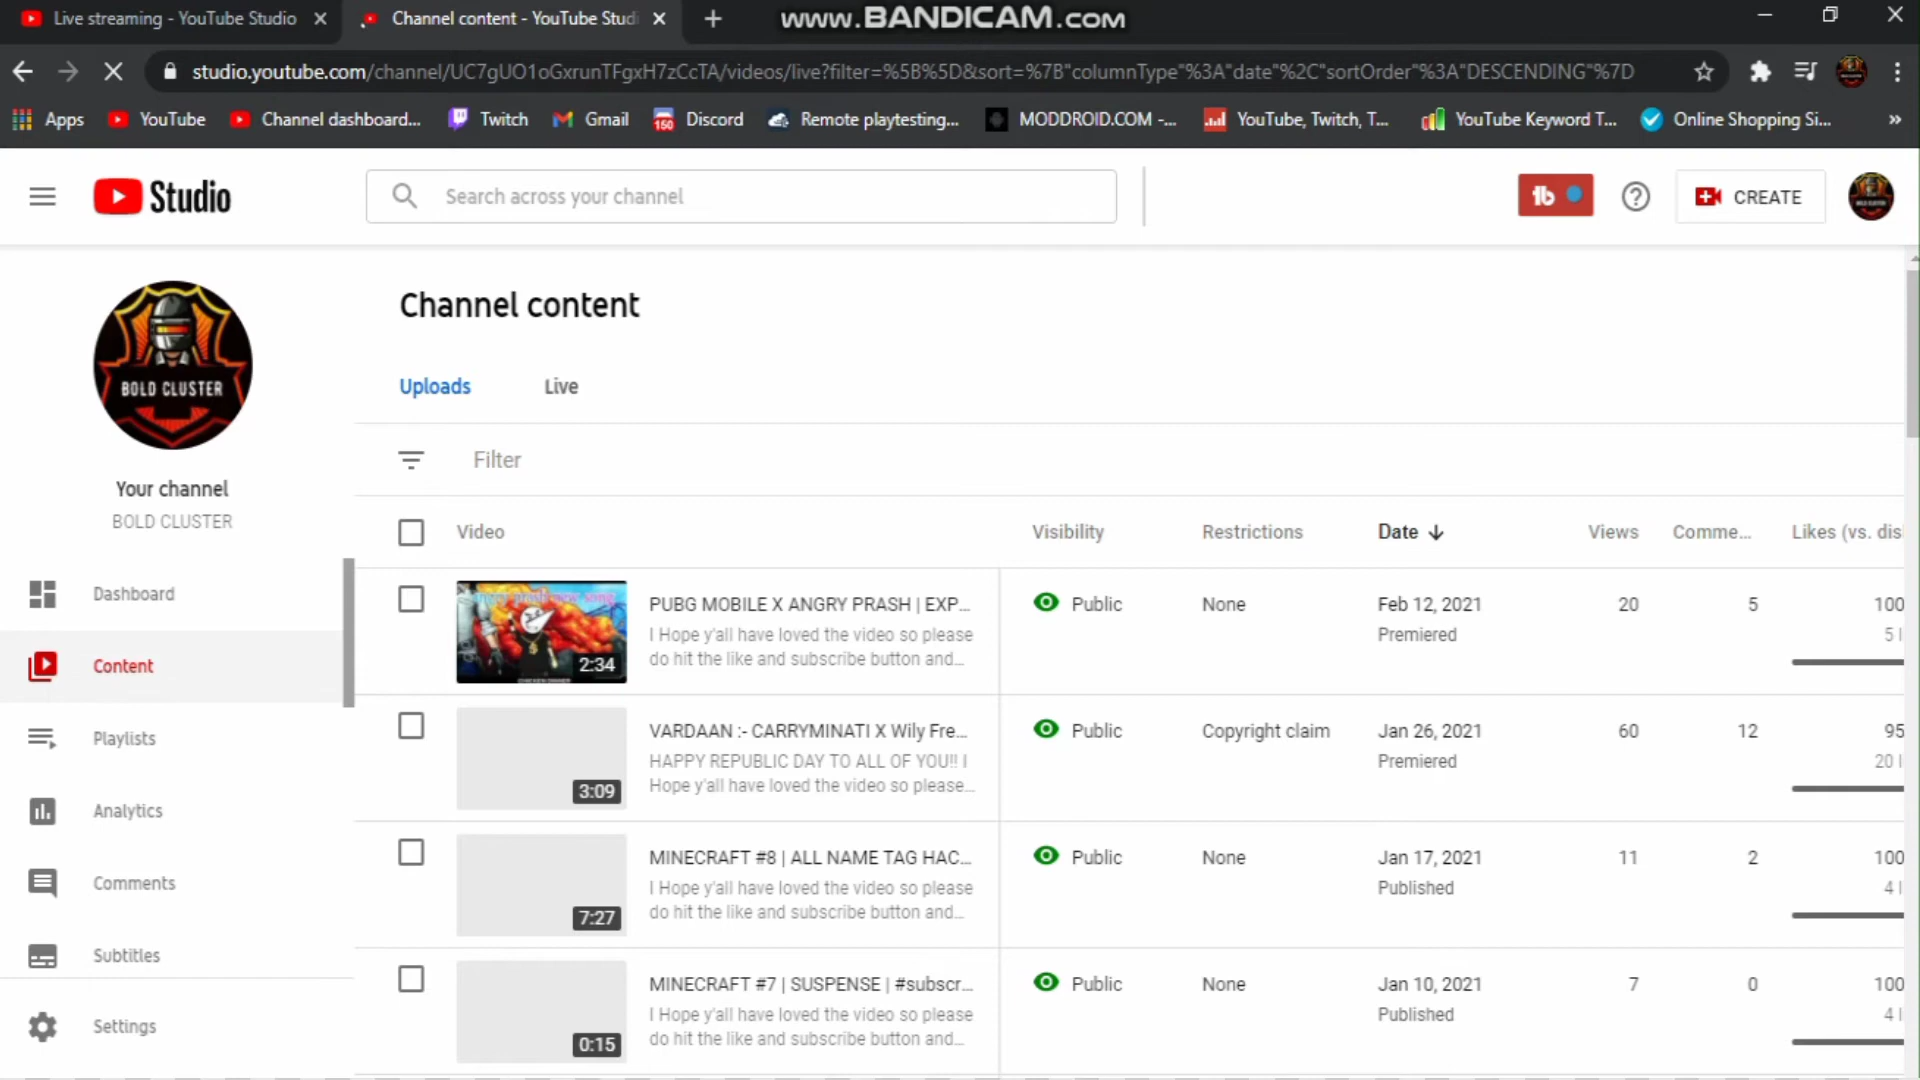 Live streaming - YouTube Studio
Channel content - YouTube Studi
www.BANDICAM.com
studio.youtube.com/channel/UC7gUO1oGxrunTFgxH7zCcTA/videos/live?filter=%5B%5D&sort=%7B"columnType"%3A"date"%2C"sortOrder"%3A"DESCENDING"%7D
Apps
YouTube
Channel dashboard...
Twitch
Gmail
150
Discord
Remote playtesting...
MODDROID.COM -...
YouTube, Twitch, T...
YouTube Keyword T...
Online Shopping Si...
»
Studio
Search across your channel
tb
CREATE
BOLD CLUSTER
Your channel
BOLD CLUSTER
Dashboard
Content
Playlists
Analytics
Comments
Subtitles
Settings
Channel content
Uploads
Live
Filter
Video
Visibility
Restrictions
Date
Views
Comme...
Likes (vs. dis
2:34
PUBG MOBILE X ANGRY PRASH | EXP...
I Hope y'all have loved the video so please
do hit the like and subscribe button and...
Public
None
Feb 12, 2021
Premiered
20
5
100
5 l
3:09
VARDAAN :- CARRYMINATI X Wily Fre...
HAPPY REPUBLIC DAY TO ALL OF YOU!! I
Hope y'all have loved the video so please...
Public
Copyright claim
Jan 26, 2021
Premiered
60
12
95
20 l
7:27
MINECRAFT #8 | ALL NAME TAG HAC...
I Hope y'all have loved the video so please
do hit the like and subscribe button and...
Public
None
Jan 17, 2021
Published
11
2
100
4 l
0:15
MINECRAFT #7 | SUSPENSE | #subscr...
I Hope y'all have loved the video so please
do hit the like and subscribe button and...
Public
None
Jan 10, 2021
Published
7
0
100
4 l